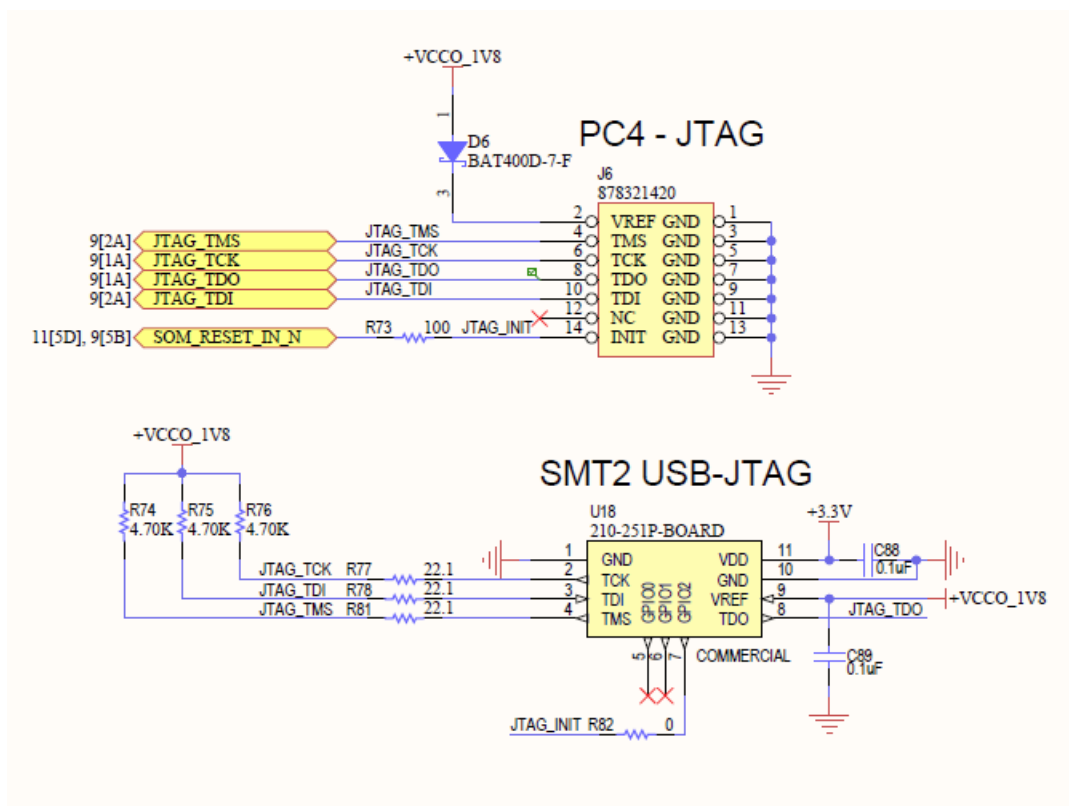 +VCCO_1V8
1
D6
BAT400D-7-F
3
PC4 - JTAG
J6
878321420
2 VREF GND 1
9[2A] JTAG_TMS JTAG_TMS 4 TMS GND 3
9[1A] JTAG_TCK JTAG_TCK 6 TCK GND 5
9[1A] JTAG_TDO JTAG_TDO 8 TDO GND 7
9[2A] JTAG_TDI JTAG_TDI 10 TDI GND 9
12 NC GND 11
11[5D], 9[5B] SOM_RESET_IN_N R73 100 JTAG_INIT 14 INIT GND 13
+VCCO_1V8
R74 R75 R76
4.70K 4.70K 4.70K
SMT2 USB-JTAG
U18
210-251P-BOARD
+3.3V
1 GND VDD 11
C88
0.1uF
JTAG_TCK R77 22.1 2 TCK GND 10
JTAG_TDI R78 22.1 3 TDI VREF 9 +VCCO_1V8
JTAG_TMS R81 22.1 4 TMS TDO 8 JTAG_TDO
GPIO0 GPIO1 GPIO2
5 6 7
COMMERCIAL
C89
0.1uF
JTAG_INIT R82 0